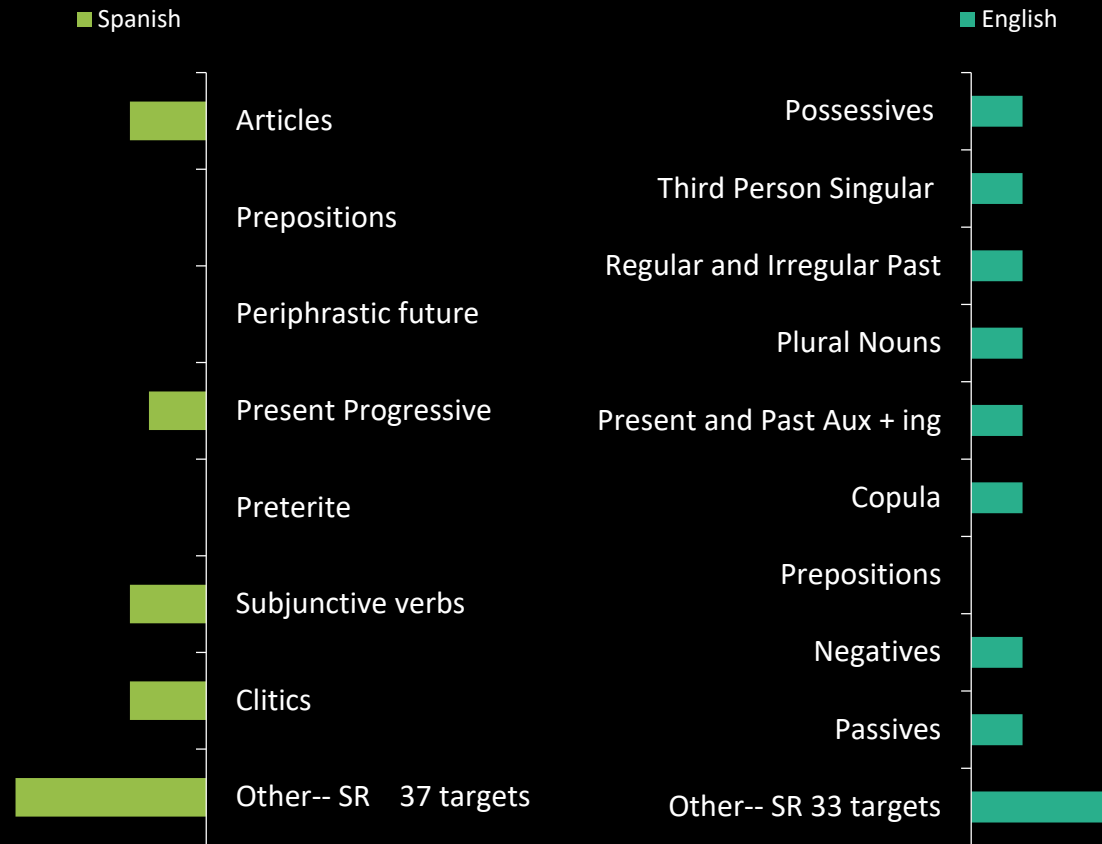 Spanish
Articles
Prepositions
Periphrastic future
Present Progressive
Preterite
Subjunctive verbs
Clitics
Other-- SR 37 targets
English
Possessives
Third Person Singular
Regular and Irregular Past
Plural Nouns
Present and Past Aux + ing
Copula
Prepositions
Negatives
Passives
Other-- SR 33 targets